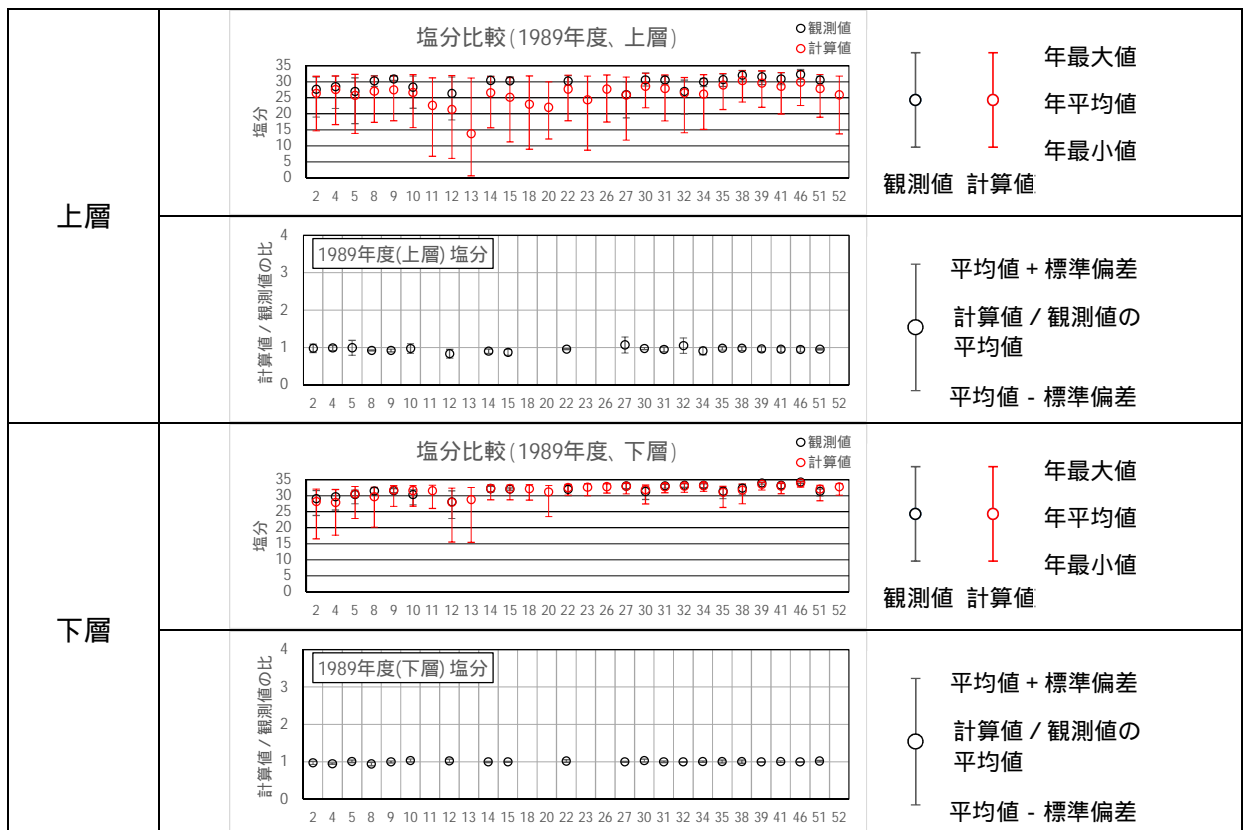 上層
塩分比較(1989年度、上層)
観測値
計算値
塩分
35
30
25
20
15
10
5
0
2 4 5 8 9 10 11 12 13 14 15 18 20 22 23 26 27 30 31 32 34 35 38 39 41 46 51 52
年最大値
年平均値
年最小値
観測値 計算値
1989年度(上層) 塩分
計算値 / 観測値の比
4
3
2
1
0
2 4 5 8 9 10 11 12 13 14 15 18 20 22 23 26 27 30 31 32 34 35 38 39 41 46 51 52
平均値 + 標準偏差
計算値 / 観測値の
平均値
平均値 - 標準偏差
下層
塩分比較(1989年度、下層)
観測値
計算値
塩分
35
30
25
20
15
10
5
0
2 4 5 8 9 10 11 12 13 14 15 18 20 22 23 26 27 30 31 32 34 35 38 39 41 46 51 52
年最大値
年平均値
年最小値
観測値 計算値
1989年度(下層) 塩分
計算値 / 観測値の比
4
3
2
1
0
2 4 5 8 9 10 11 12 13 14 15 18 20 22 23 26 27 30 31 32 34 35 38 39 41 46 51 52
平均値 + 標準偏差
計算値 / 観測値の
平均値
平均値 - 標準偏差